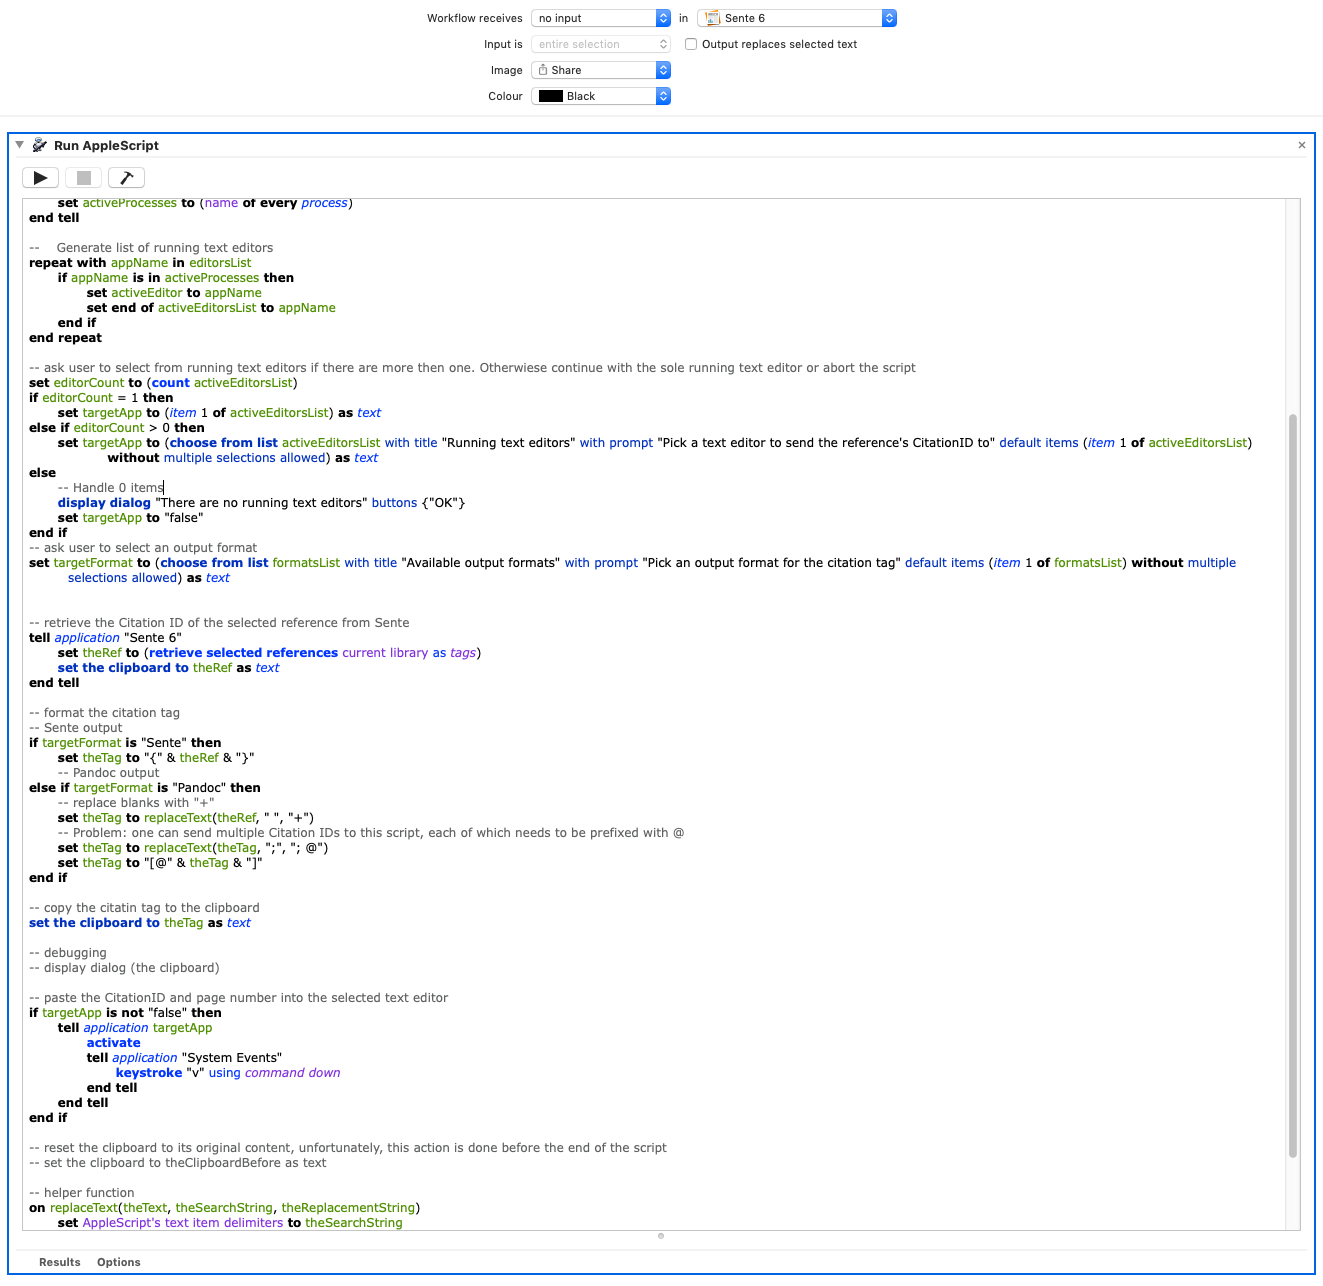 Workflow receives no input in Sente 6
Input is entire selection Output replaces selected text
Image Share
Colour Black
Run AppleScript
set activeProcesses to (name of every process)
end tell
-- Generate list of running text editors
repeat with appName in editorsList
if appName is in activeProcesses then
set activeEditor to appName
set end of activeEditorsList to appName
end if
end repeat
-- ask user to select from running text editors if there are more then one. Otherwiese continue with the sole running text editor or abort the script
set editorCount to (count activeEditorsList)
if editorCount = 1 then
set targetApp to (item 1 of activeEditorsList) as text
else if editorCount > 0 then
set targetApp to (choose from list activeEditorsList with title "Running text editors" with prompt "Pick a text editor to send the reference's CitationID to" default items (item 1 of activeEditorsList)
without multiple selections allowed) as text
else
-- Handle 0 items
display dialog "There are no running text editors" buttons {"OK"}
set targetApp to "false"
end if
-- ask user to select an output format
set targetFormat to (choose from list formatsList with title "Available output formats" with prompt "Pick an output format for the citation tag" default items (item 1 of formatsList) without multiple
selections allowed) as text
-- retrieve the Citation ID of the selected reference from Sente
tell application "Sente 6"
set theRef to (retrieve selected references current library as tags)
set the clipboard to theRef as text
end tell
-- format the citation tag
-- Sente output
if targetFormat is "Sente" then
set theTag to "{" & theRef & "}"
-- Pandoc output
else if targetFormat is "Pandoc" then
-- replace blanks with "+"
set theTag to replaceText(theRef, " ", "+")
-- Problem: one can send multiple Citation IDs to this script, each of which needs to be prefixed with @
set theTag to replaceText(theTag, ";", "; @")
set theTag to "[@" & theTag & "]"
end if
-- copy the citatin tag to the clipboard
set the clipboard to theTag as text
-- debugging
-- display dialog (the clipboard)
-- paste the CitationID and page number into the selected text editor
if targetApp is not "false" then
tell application targetApp
activate
tell application "System Events"
keystroke "v" using command down
end tell
end tell
end if
-- reset the clipboard to its original content, unfortunately, this action is done before the end of the script
-- set the clipboard to theClipboardBefore as text
-- helper function
on replaceText(theText, theSearchString, theReplacementString)
set AppleScript's text item delimiters to theSearchString
Results Options